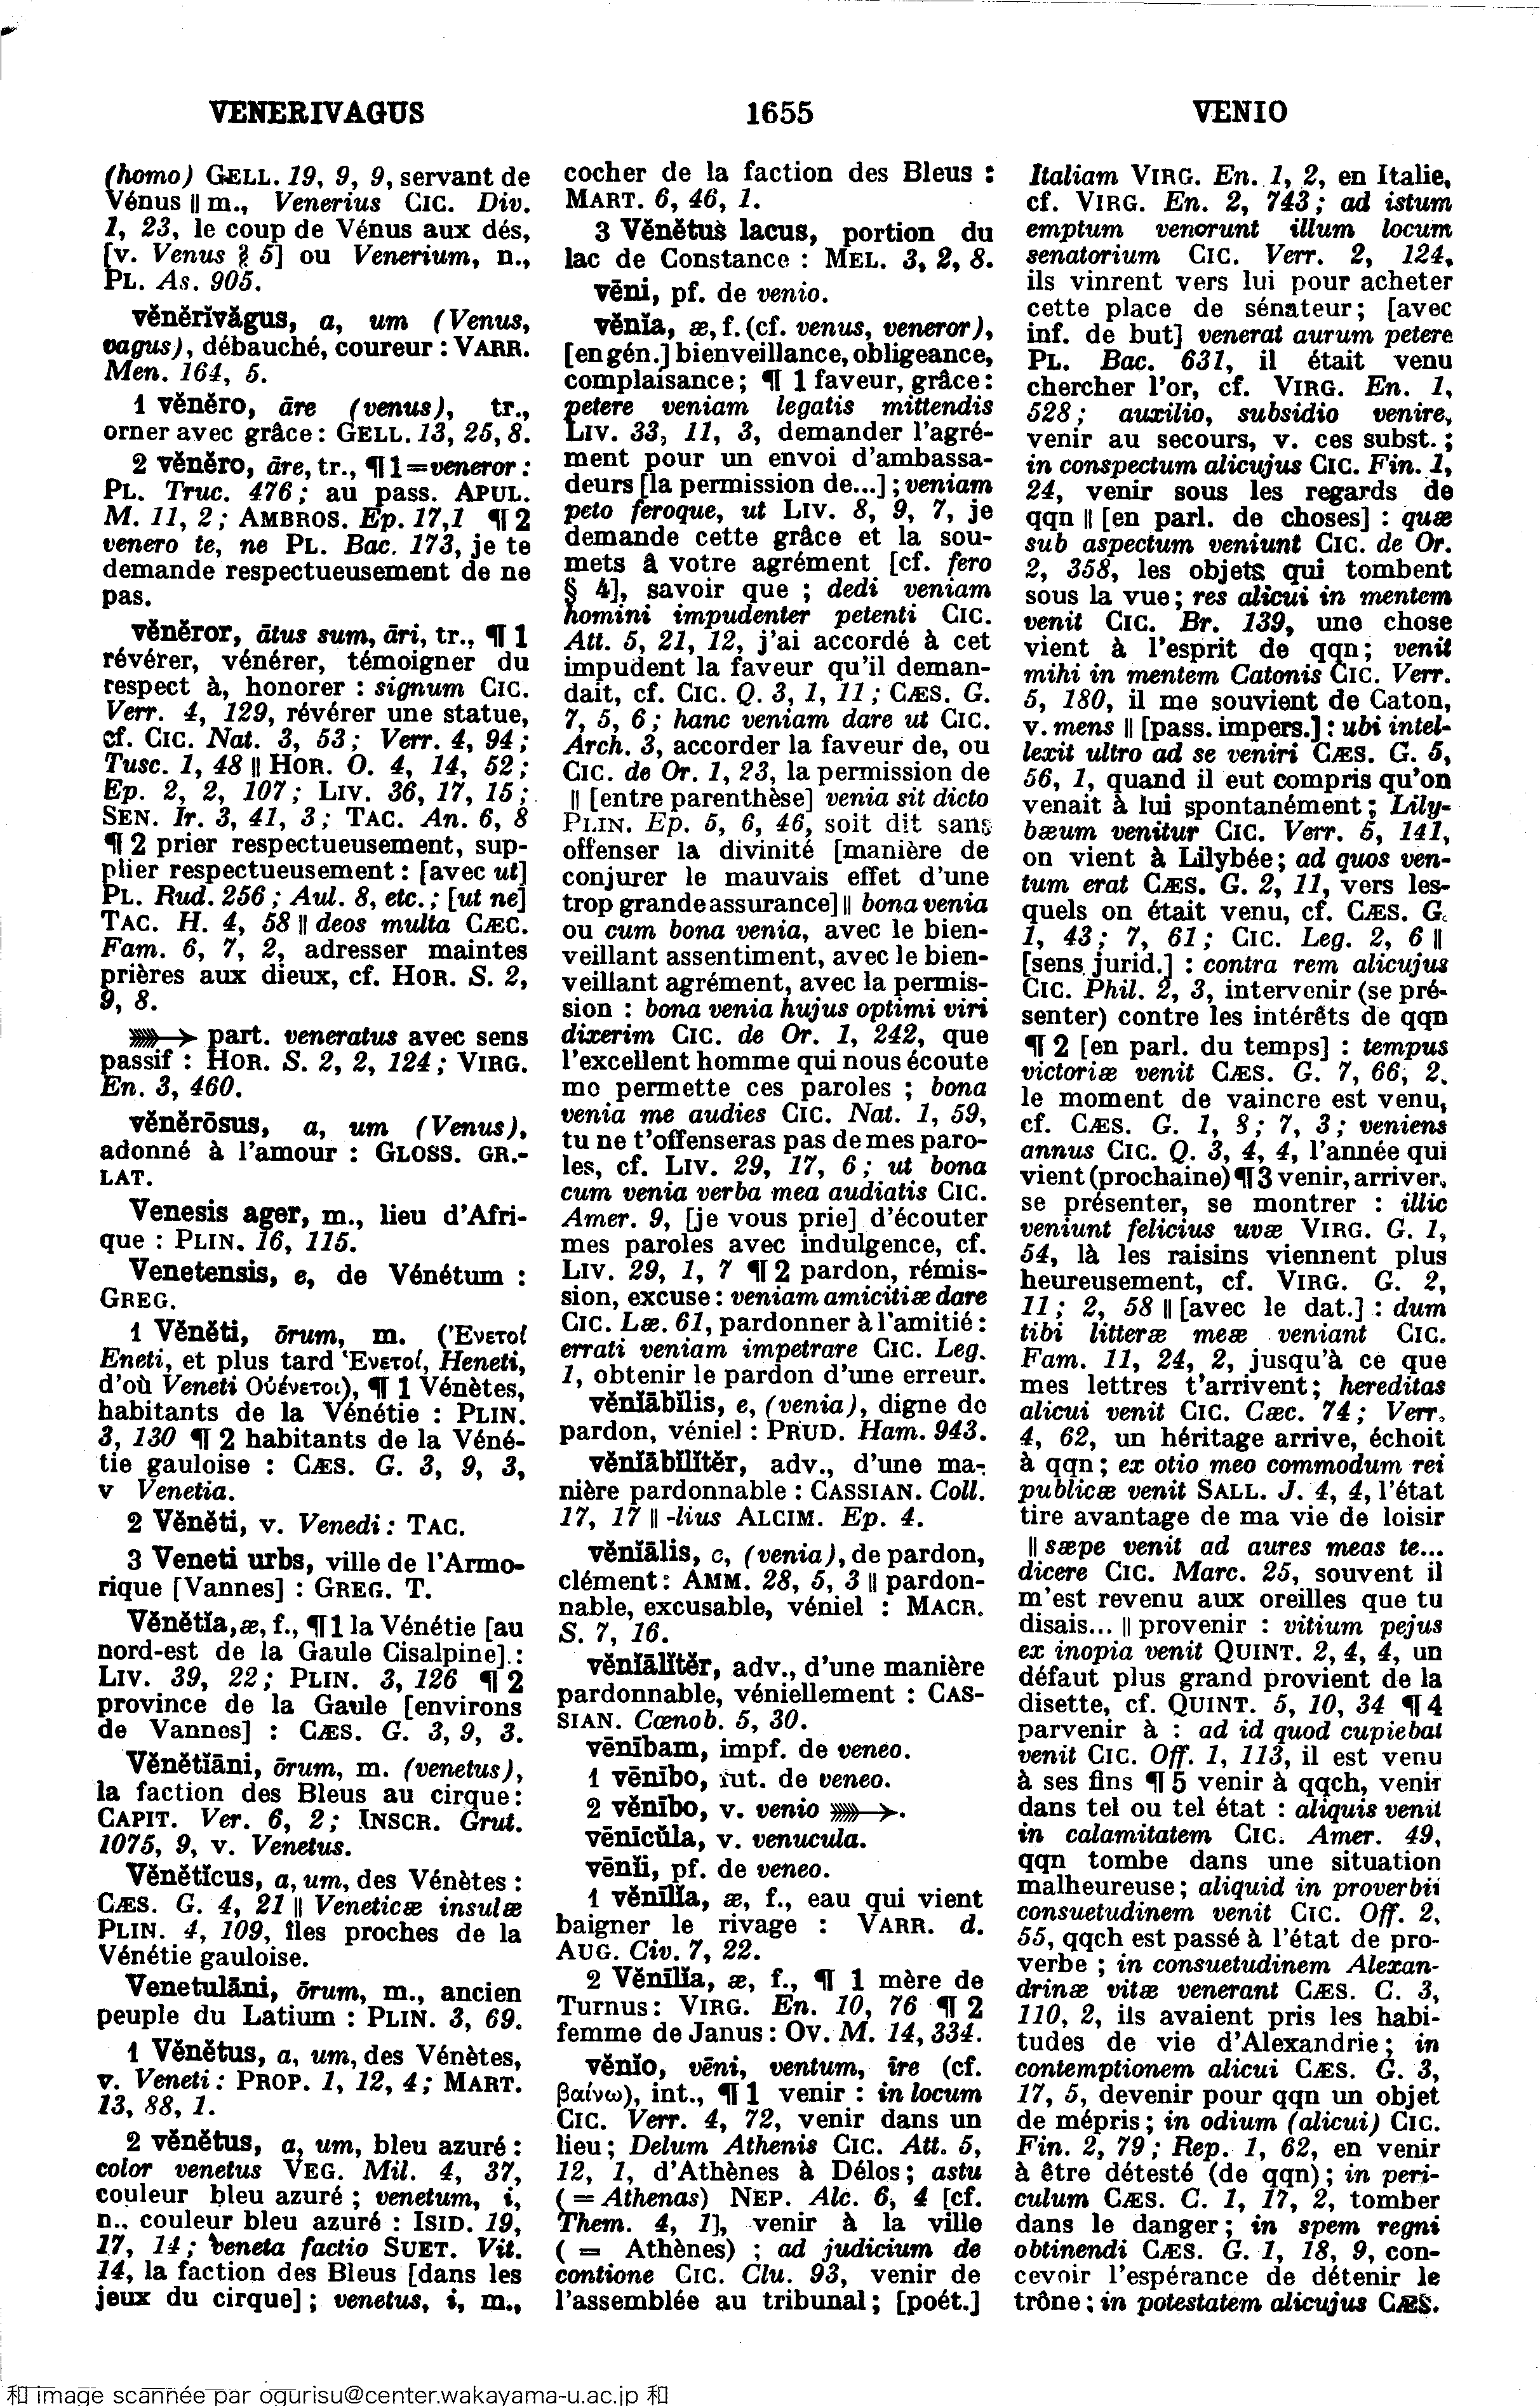 VENERIVAGUS
1655
VENIO
(homo) GELL. 19, 9, 9, servant de
Vénus || m., Venerius CIC. Div.
1, 23, le coup de Vénus aux dés,
[v. Venus § 5] ou Venerium, n.,
PL. As. 905.
vĕnĕrĭvăgus, a, um (Venus,
vagus), débauché, coureur : VARR.
Men. 164, 5.
1 vĕnĕro, āre (venus), tr.,
orner avec grâce : GELL. 13, 25, 8.
2 vĕnĕro, āre, tr., ¶ 1 = veneror :
PL. Truc. 476 ; au pass. APUL.
M. 11, 2 ; AMBROS. Ep. 17,1 ¶ 2
venero te, ne PL. Bac. 173, je te
demande respectueusement de ne
pas.
vĕnĕror, ātus sum, āri, tr., ¶ 1
révérer, vénérer, témoigner du
respect à, honorer : signum CIC.
Verr. 4, 129, révérer une statue,
cf. CIC. Nat. 3, 53 ; Verr. 4, 94 ;
Tusc. 1, 48 || HOR. O. 4, 14, 52 ;
Ep. 2, 2, 107 ; LIV. 36, 17, 15 ;
SEN. Ir. 3, 41, 3 ; TAC. An. 6, 8
¶ 2 prier respectueusement, sup-
plier respectueusement : [avec ut]
PL. Rud. 256 ; Aul. 8, etc. ; [ut ne]
TAC. H. 4, 58 || deos multa CÆC.
Fam. 6, 7, 2, adresser maintes
prières aux dieux, cf. HOR. S. 2,
9, 8.
⟫→ part. veneratus avec sens
passif : HOR. S. 2, 2, 124 ; VIRG.
En. 3, 460.
vĕnĕrōsus, a, um (Venus),
adonné à l'amour : GLOSS. GR.-
LAT.
Venesis ager, m., lieu d'Afri-
que : PLIN. 16, 115.
Venetensis, e, de Vénétum :
GREG.
1 Vĕnĕti, ōrum, m. (Ἐνετοί
Eneti, et plus tard Ἑνετοί, Heneti,
d'où Veneti Οὐένετοι), ¶ 1 Vénètes,
habitants de la Vénétie : PLIN.
3, 130 ¶ 2 habitants de la Véné-
tie gauloise : CÆS. G. 3, 9, 3,
v Venetia.
2 Vĕnĕti, v. Venedi : TAC.
3 Veneti urbs, ville de l'Armo-
rique [Vannes] : GREG. T.
Vĕnĕtĭa, æ, f., ¶ 1 la Vénétie [au
nord-est de la Gaule Cisalpine] :
LIV. 39, 22 ; PLIN. 3, 126 ¶ 2
province de la Gaule [environs
de Vannes] : CÆS. G. 3, 9, 3.
Vĕnĕtĭāni, ōrum, m. (venetus),
la faction des Bleus au cirque :
CAPIT. Ver. 6, 2 ; INSCR. Grut.
1075, 9, v. Venetus.
Vĕnĕtĭcus, a, um, des Vénètes :
CÆS. G. 4, 21 || Veneticæ insulæ
PLIN. 4, 109, îles proches de la
Vénétie gauloise.
Venetulāni, ōrum, m., ancien
peuple du Latium : PLIN. 3, 69.
1 Vĕnĕtus, a, um, des Vénètes,
v. Veneti : PROP. 1, 12, 4 ; MART.
13, 88, 1.
2 vĕnĕtus, a, um, bleu azuré :
color venetus VEG. Mil. 4, 37,
couleur bleu azuré ; venetum, i,
n., couleur bleu azuré : ISID. 19,
17, 14 ; veneta factio SUET. Vit.
14, la faction des Bleus [dans les
jeux du cirque] ; venetus, i, m.,
cocher de la faction des Bleus :
MART. 6, 46, 1.
3 Vĕnĕtus lacus, portion du
lac de Constance : MEL. 3, 2, 8.
vēni, pf. de venio.
vĕnĭa, æ, f. (cf. venus, veneror),
[en gén.] bienveillance, obligeance,
complaisance ; ¶ 1 faveur, grâce :
petere veniam legatis mittendis
LIV. 33, 11, 3, demander l'agré-
ment pour un envoi d'ambassa-
deurs [la permission de...] ; veniam
peto feroque, ut LIV. 8, 9, 7, je
demande cette grâce et la sou-
mets à votre agrément [cf. fero
§ 4], savoir que ; dedi veniam
homini impudenter petenti CIC.
Att. 5, 21, 12, j'ai accordé à cet
impudent la faveur qu'il deman-
dait, cf. CIC. Q. 3, 1, 11 ; CÆS. G.
7, 5, 6 ; hanc veniam dare ut CIC.
Arch. 3, accorder la faveur de, ou
CIC. de Or. 1, 23, la permission de
|| [entre parenthèse] venia sit dicto
PLIN. Ep. 5, 6, 46, soit dit sans
offenser la divinité [manière de
conjurer le mauvais effet d'une
trop grande assurance] || bona venia
ou cum bona venia, avec le bien-
veillant assentiment, avec le bien-
veillant agrément, avec la permis-
sion : bona venia hujus optimi viri
dixerim CIC. de Or. 1, 242, que
l'excellent homme qui nous écoute
me permette ces paroles ; bona
venia me audies CIC. Nat. 1, 59,
tu ne t'offenseras pas de mes paro-
les, cf. LIV. 29, 17, 6 ; ut bona
cum venia verba mea audiatis CIC.
Amer. 9, [je vous prie] d'écouter
mes paroles avec indulgence, cf.
LIV. 29, 1, 7 ¶ 2 pardon, rémis-
sion, excuse : veniam amicitiæ dare
CIC. Læ. 61, pardonner à l'amitié :
errati veniam impetrare CIC. Leg.
1, obtenir le pardon d'une erreur.
vĕnĭābĭlis, e, (venia), digne de
pardon, véniel : PRUD. Ham. 943.
vĕnĭābĭlĭtĕr, adv., d'une ma-
nière pardonnable : CASSIAN. Coll.
17, 17 || -lius ALCIM. Ep. 4.
vĕnĭālis, e, (venia), de pardon,
clément : AMM. 28, 5, 3 || pardon-
nable, excusable, véniel : MACR.
S. 7, 16.
vĕnĭālĭtĕr, adv., d'une manière
pardonnable, véniellement : CAS-
SIAN. Cœnob. 5, 30.
vēnībam, impf. de veneo.
1 vēnībo, fut. de veneo.
2 vĕnībo, v. venio ⟫→.
vēnīcŭla, v. venucula.
vēnĭi, pf. de veneo.
1 vĕnīlĭa, æ, f., eau qui vient
baigner le rivage : VARR. d.
AUG. Civ. 7, 22.
2 Vĕnīlĭa, æ, f., ¶ 1 mère de
Turnus : VIRG. En. 10, 76 ¶ 2
femme de Janus : OV. M. 14, 334.
vĕnĭo, vēni, ventum, īre (cf.
βαίνω), int., ¶ 1 venir : in locum
CIC. Verr. 4, 72, venir dans un
lieu ; Delum Athenis CIC. Att. 5,
12, 1, d'Athènes à Délos ; astu
( = Athenas) NEP. Alc. 6, 4 [cf.
Them. 4, 1], venir à la ville
( = Athènes) ; ad judicium de
contione CIC. Clu. 93, venir de
l'assemblée au tribunal ; [poét.]
Italiam VIRG. En. 1, 2, en Italie,
cf. VIRG. En. 2, 743 ; ad istum
emptum venerunt illum locum
senatorium CIC. Verr. 2, 124,
ils vinrent vers lui pour acheter
cette place de sénateur ; [avec
inf. de but] venerat aurum petere
PL. Bac. 631, il était venu
chercher l'or, cf. VIRG. En. 1,
528 ; auxilio, subsidio venire,
venir au secours, v. ces subst. ;
in conspectum alicujus CIC. Fin. 1,
24, venir sous les regards de
qqn || [en parl. de choses] : quæ
sub aspectum veniunt CIC. de Or.
2, 358, les objets qui tombent
sous la vue ; res alicui in mentem
venit CIC. Br. 139, une chose
vient à l'esprit de qqn ; venit
mihi in mentem Catonis CIC. Verr.
5, 180, il me souvient de Caton,
v. mens || [pass. impers.] : ubi intel-
lexit ultro ad se veniri CÆS. G. 5,
56, 1, quand il eut compris qu'on
venait à lui spontanément ; Lily-
bæum venitur CIC. Verr. 5, 141,
on vient à Lilybée ; ad quos ven-
tum erat CÆS. G. 2, 11, vers les-
quels on était venu, cf. CÆS. G.
1, 43 ; 7, 61 ; CIC. Leg. 2, 6 ||
[sens jurid.] : contra rem alicujus
CIC. Phil. 2, 3, intervenir (se pré-
senter) contre les intérêts de qqn
¶ 2 [en parl. du temps] : tempus
victoriæ venit CÆS. G. 7, 66, 2,
le moment de vaincre est venu,
cf. CÆS. G. 1, 8 ; 7, 3 ; veniens
annus CIC. Q. 3, 4, 4, l'année qui
vient (prochaine) ¶ 3 venir, arriver,
se présenter, se montrer : illic
veniunt felicius uvæ VIRG. G. 1,
54, là les raisins viennent plus
heureusement, cf. VIRG. G. 2,
11 ; 2, 58 || [avec le dat.] : dum
tibi litteræ meæ veniant CIC.
Fam. 11, 24, 2, jusqu'à ce que
mes lettres t'arrivent ; hereditas
alicui venit CIC. Cæc. 74 ; Verr.
4, 62, un héritage arrive, échoit
à qqn ; ex otio meo commodum rei
publicæ venit SALL. J. 4, 4, l'état
tire avantage de ma vie de loisir
|| sæpe venit ad aures meas te...
dicere CIC. Marc. 25, souvent il
m'est revenu aux oreilles que tu
disais... || provenir : vitium pejus
ex inopia venit QUINT. 2, 4, 4, un
défaut plus grand provient de la
disette, cf. QUINT. 5, 10, 34 ¶ 4
parvenir à : ad id quod cupiebat
venit CIC. Off. 1, 113, il est venu
à ses fins ¶ 5 venir à qqch, venir
dans tel ou tel état : aliquis venit
in calamitatem CIC. Amer. 49,
qqn tombe dans une situation
malheureuse ; aliquid in proverbii
consuetudinem venit CIC. Off. 2,
55, qqch est passé à l'état de pro-
verbe ; in consuetudinem Alexan-
drinæ vitæ venerant CÆS. C. 3,
110, 2, ils avaient pris les habi-
tudes de vie d'Alexandrie ; in
contemptionem alicui CÆS. G. 3,
17, 5, devenir pour qqn un objet
de mépris ; in odium (alicui) CIC.
Fin. 2, 79 ; Rep. 1, 62, en venir
à être détesté (de qqn) ; in peri-
culum CÆS. C. 1, 17, 2, tomber
dans le danger ; in spem regni
obtinendi CÆS. G. 1, 18, 9, con-
cevoir l'espérance de détenir le
trône ; in potestatem alicujus CÆS.
和 image scannée par ogurisu@center.wakayama-u.ac.jp 和